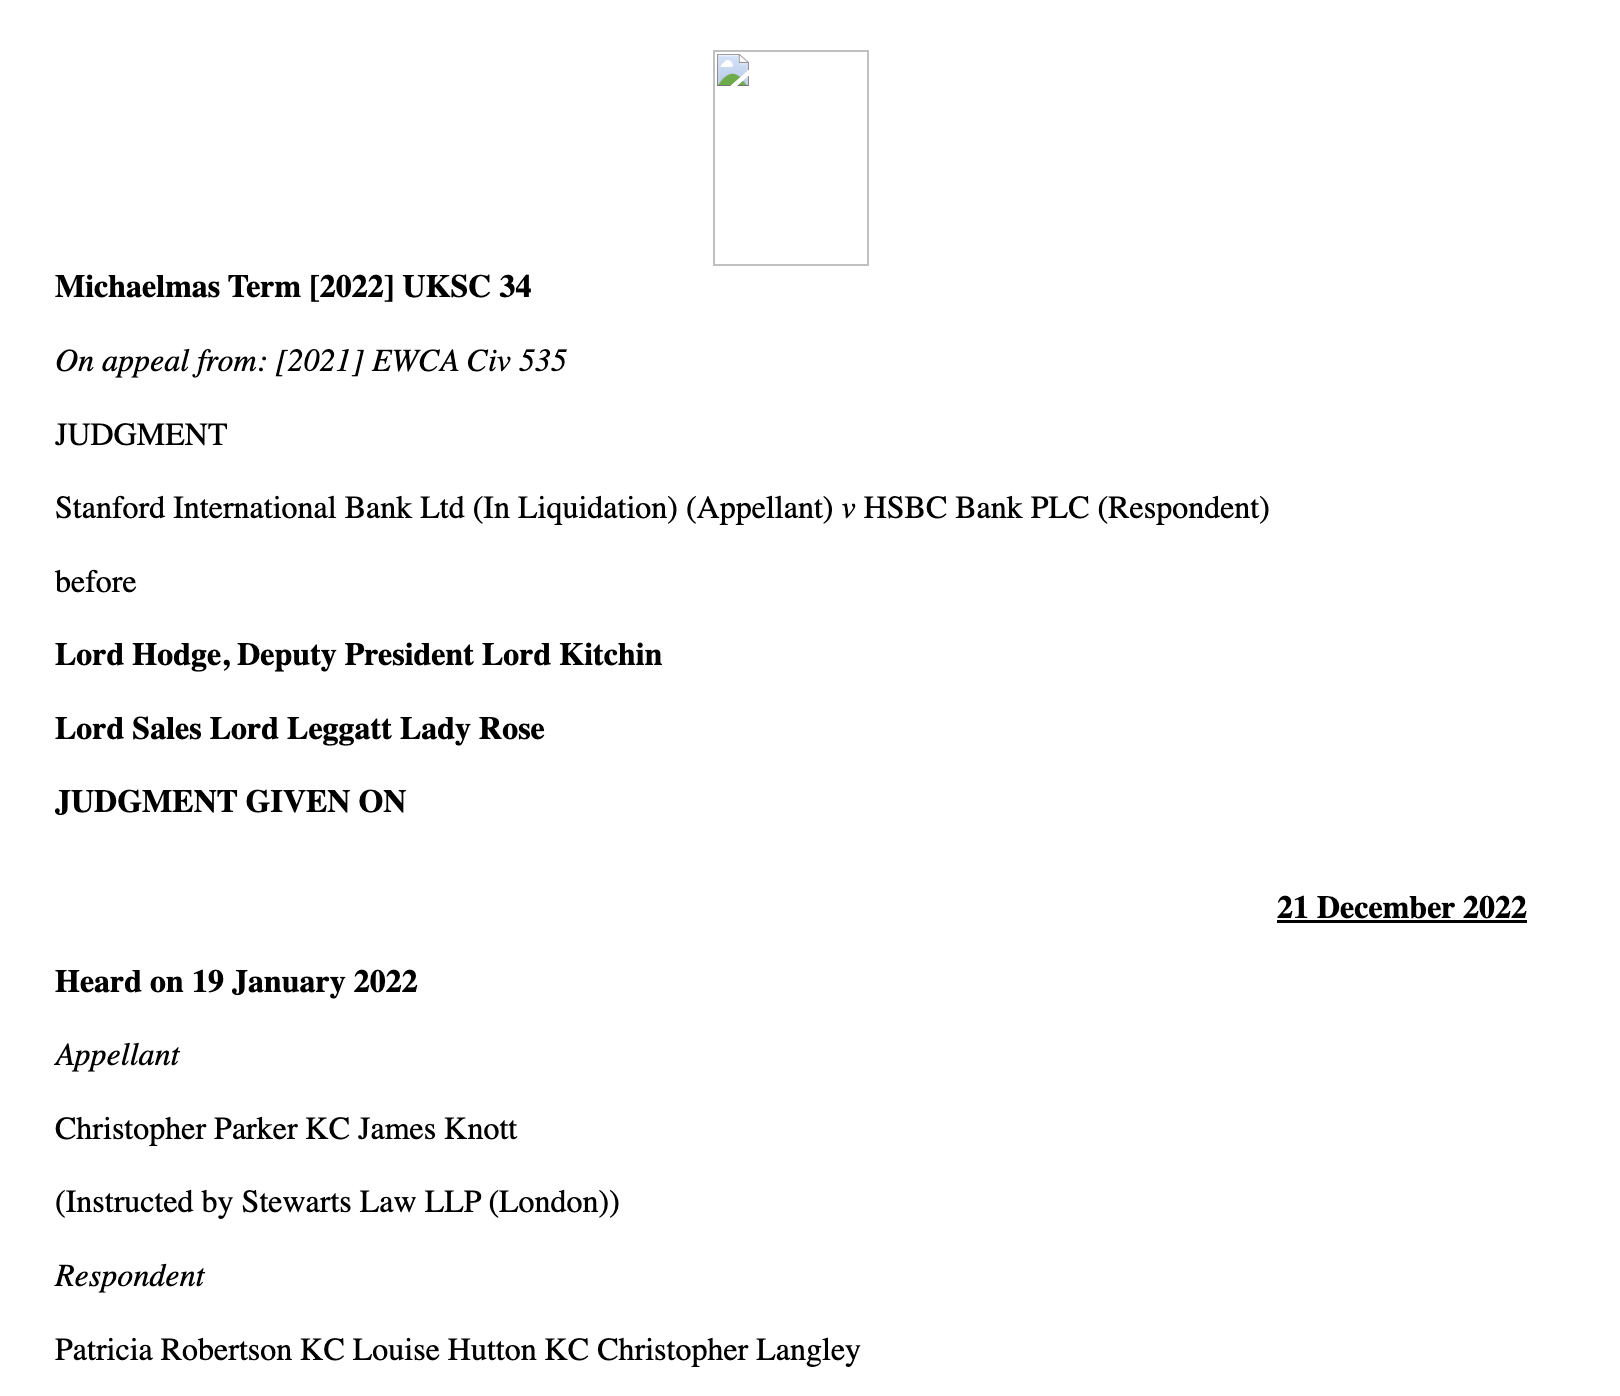 Michaelmas Term [2022] UKSC 34
On appeal from: [2021] EWCA Civ 535
JUDGMENT
Stanford International Bank Ltd (In Liquidation) (Appellant) v HSBC Bank PLC (Respondent)
before
Lord Hodge, Deputy President Lord Kitchin
Lord Sales Lord Leggatt Lady Rose
JUDGMENT GIVEN ON
21 December 2022
Heard on 19 January 2022
Appellant
Christopher Parker KC James Knott
(Instructed by Stewarts Law LLP (London))
Respondent
Patricia Robertson KC Louise Hutton KC Christopher Langley